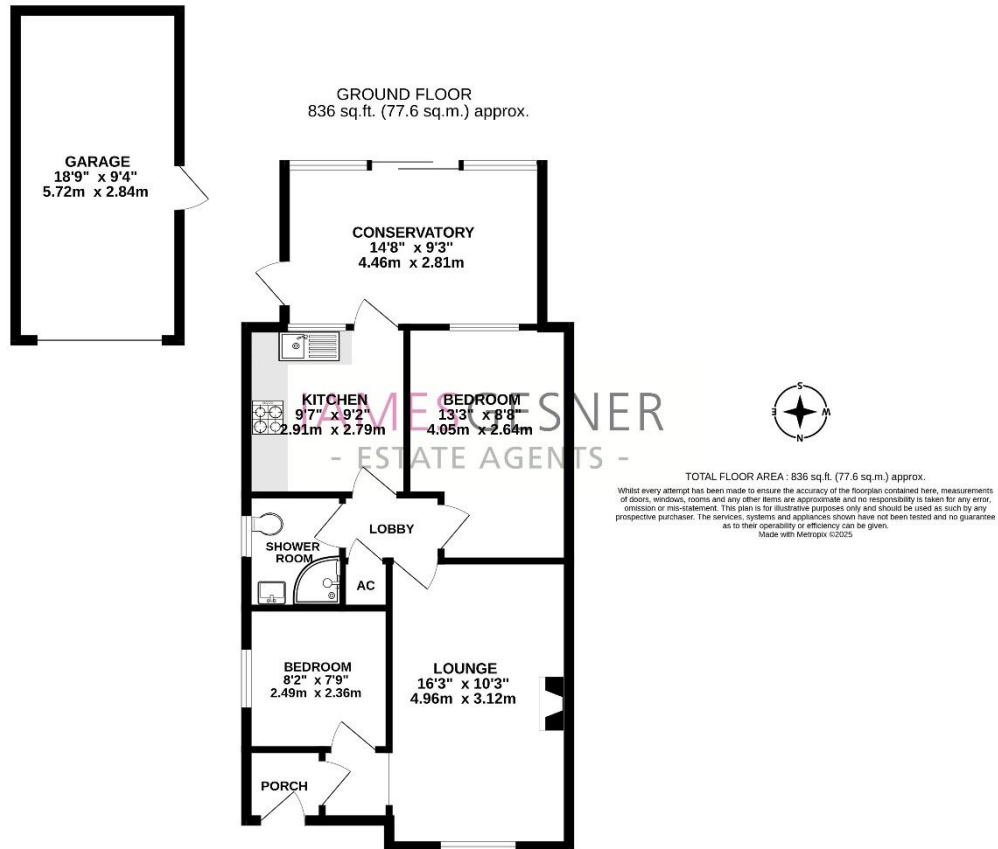 GROUND FLOOR
836 sq.ft. (77.6 sq.m.) approx.
GARAGE
18'9" x 9'4"
5.72m x 2.84m
CONSERVATORY
14'8" x 9'3"
4.46m x 2.81m
KITCHEN
9'7" x 9'2"
2.91m x 2.79m
BEDROOM
13'3" x 8'8"
4.05m x 2.64m
JAMES GESNER
- ESTATE AGENTS -
S
E
W
N
LOBBY
SHOWER
ROOM
AC
BEDROOM
8'2" x 7'9"
2.49m x 2.36m
LOUNGE
16'3" x 10'3"
4.96m x 3.12m
PORCH
TOTAL FLOOR AREA : 836 sq.ft. (77.6 sq.m.) approx.
Whilst every attempt has been made to ensure the accuracy of the floorplan contained here, measurements
of doors, windows, rooms and any other items are approximate and no responsibility is taken for any error,
omission or mis-statement. This plan is for illustrative purposes only and should be used as such by any
prospective purchaser. The services, systems and appliances shown have not been tested and no guarantee
as to their operability or efficiency can be given.
Made with Metropix ©2025